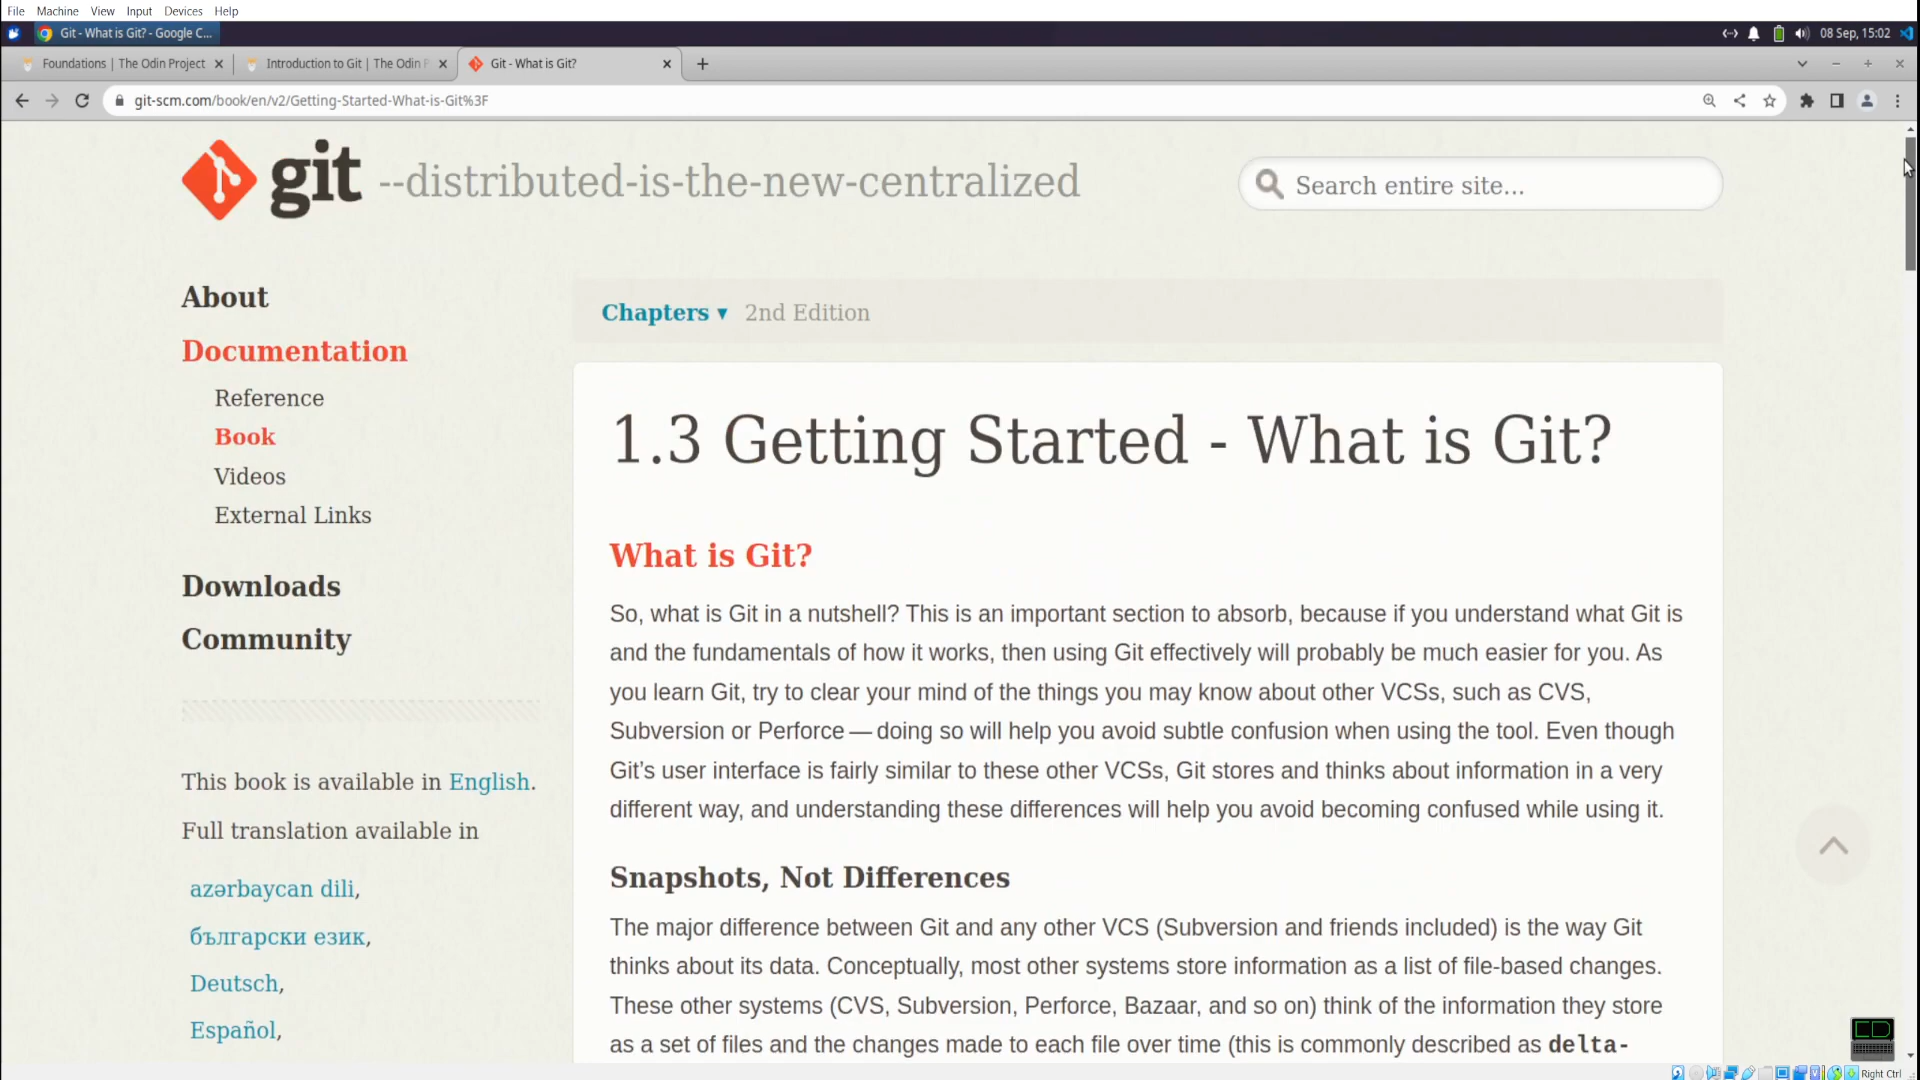 File Machine View Input Devices Help
Git - What is Git? - Google C... 08 Sep, 15:02
Foundations | The Odin Project Introduction to Git | The Odin P Git - What is Git?
git-scm.com/book/en/v2/Getting-Started-What-is-Git%3F
git --distributed-is-the-new-centralized
Search entire site...
About
Documentation
Reference
Book
Videos
External Links
Downloads
Community
This book is available in English.
Full translation available in
azərbaycan dili,
български език,
Deutsch,
Español,
Chapters ▾ 2nd Edition
1.3 Getting Started - What is Git?
What is Git?
So, what is Git in a nutshell? This is an important section to absorb, because if you understand what Git is
and the fundamentals of how it works, then using Git effectively will probably be much easier for you. As
you learn Git, try to clear your mind of the things you may know about other VCSs, such as CVS,
Subversion or Perforce — doing so will help you avoid subtle confusion when using the tool. Even though
Git’s user interface is fairly similar to these other VCSs, Git stores and thinks about information in a very
different way, and understanding these differences will help you avoid becoming confused while using it.
Snapshots, Not Differences
The major difference between Git and any other VCS (Subversion and friends included) is the way Git
thinks about its data. Conceptually, most other systems store information as a list of file-based changes.
These other systems (CVS, Subversion, Perforce, Bazaar, and so on) think of the information they store
as a set of files and the changes made to each file over time (this is commonly described as delta-
CD
Right Ctrl